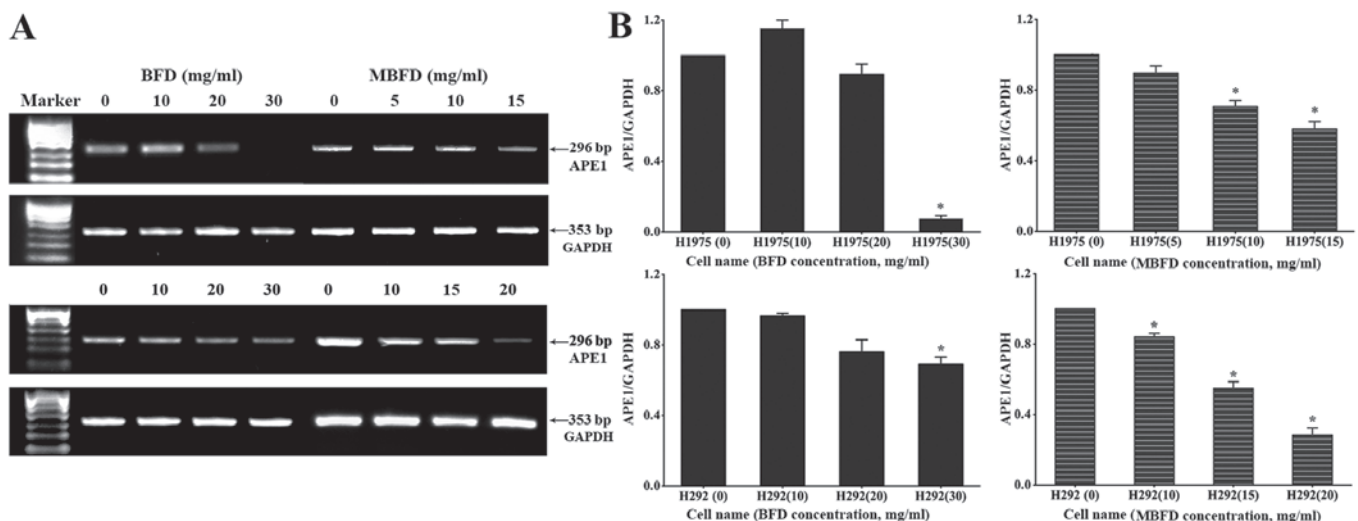 A
BFD (mg/ml) MBFD (mg/ml)
Marker 0 10 20 30 0 5 10 15
296 bp
APE1
353 bp
GAPDH
0 10 20 30 0 10 15 20
296 bp
APE1
353 bp
GAPDH
B
1.2
0.8
0.4
0.0
APE1/GAPDH
*
H1975 (0) H1975(10) H1975(20) H1975(30)
Cell name (BFD concentration, mg/ml)
1.2
0.8
0.4
0.0
APE1/GAPDH
* *
H1975 (0) H1975(5) H1975(10) H1975(15)
Cell name (MBFD concentration, mg/ml)
1.2
0.8
0.4
0.0
APE1/GAPDH
*
H292 (0) H292(10) H292(20) H292(30)
Cell name (BFD concentration, mg/ml)
1.2
0.8
0.4
0.0
APE1/GAPDH
* * *
H292 (0) H292(10) H292(15) H292(20)
Cell name (MBFD concentration, mg/ml)